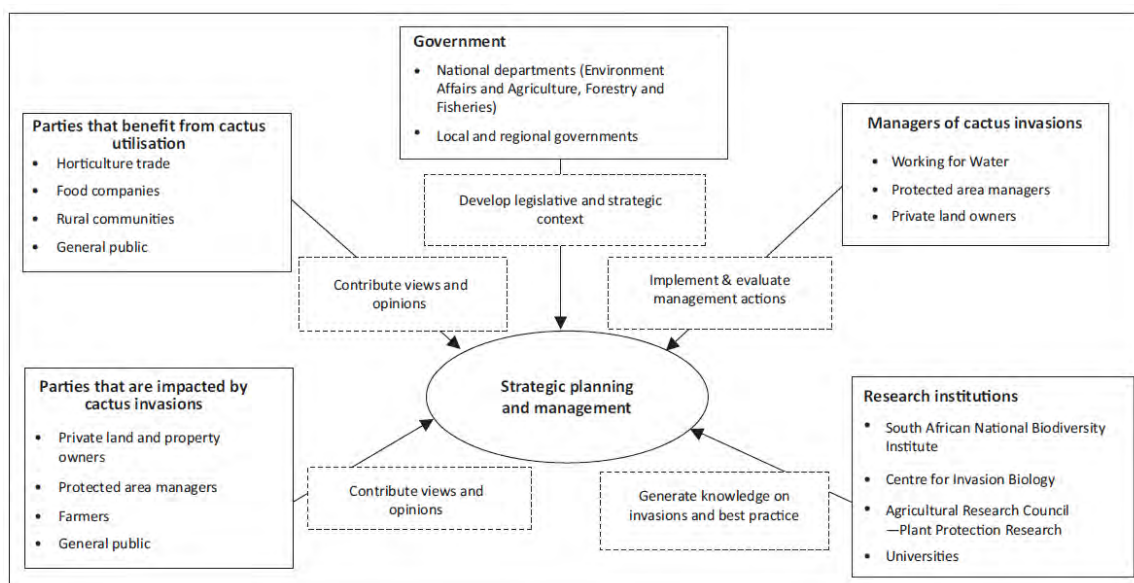 Government
• National departments (Environment
Affairs and Agriculture, Forestry and
Fisheries)
• Local and regional governments
Parties that benefit from cactus
utilisation
• Horticulture trade
• Food companies
• Rural communities
• General public
Managers of cactus invasions
• Working for Water
• Protected area managers
• Private land owners
Develop legislative and strategic
context
Contribute views and
opinions
Implement & evaluate
management actions
Strategic planning
and management
Parties that are impacted by
cactus invasions
• Private land and property
owners
• Protected area managers
• Farmers
• General public
Contribute views and
opinions
Generate knowledge on
invasions and best practice
Research institutions
• South African National Biodiversity
Institute
• Centre for Invasion Biology
• Agricultural Research Council
—Plant Protection Research
• Universities